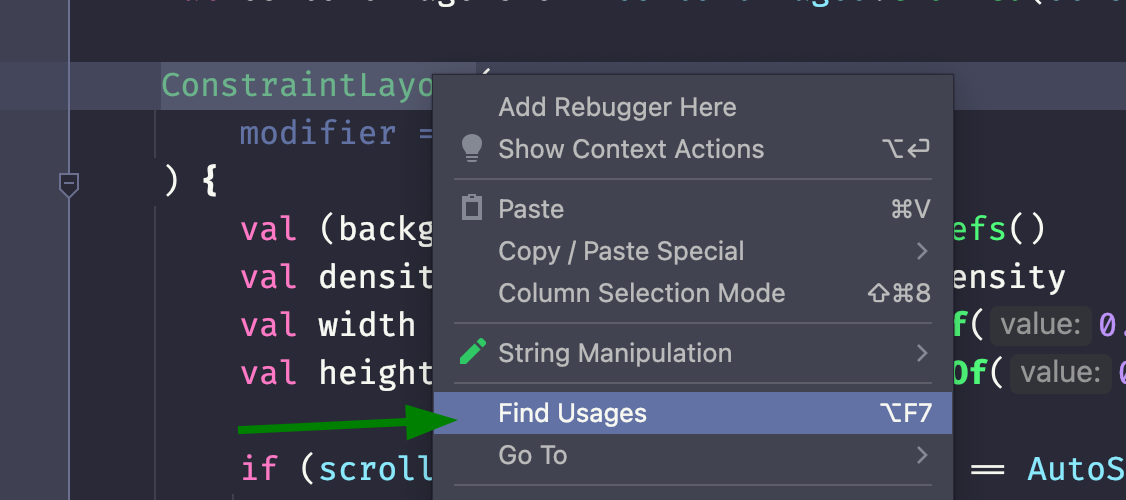 ConstraintLayo
Add Rebugger Here
modifier =
Show Context Actions ⌥⏎
) {
Paste ⌘V
val (backg efs()
Copy / Paste Special >
val densit ensity
Column Selection Mode ⇧⌘8
val width f( value: 0.
String Manipulation >
val height Of( value:
Find Usages ⌥F7
Go To >
if (scroll == AutoS